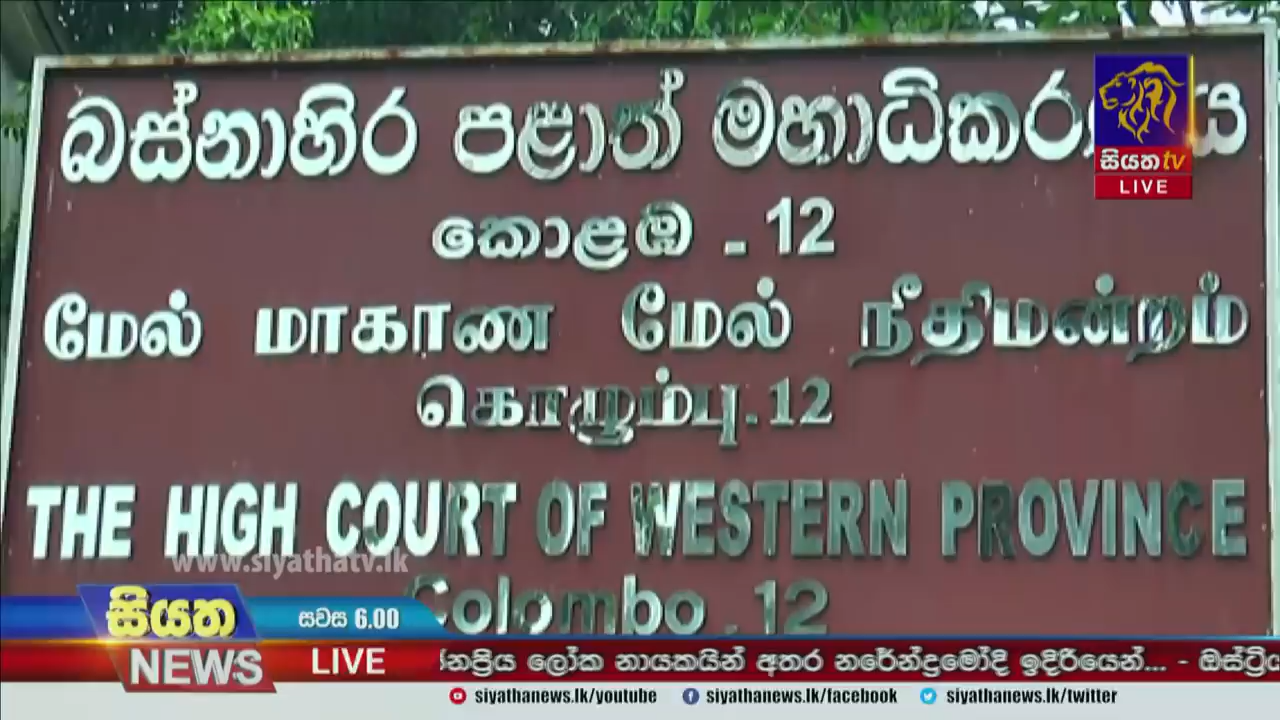 බස්නාහිර පළාත් මහාධිකරණය
සියත tv
LIVE
කොළඹ - 12
மேல் மாகாண மேல் நீதிமன்றம்
கொழும்பு.12
THE HIGH COURT OF WESTERN PROVINCE
www.siyathatv.lk
Colombo . 12
සියත
සවස 6.00
NEWS
LIVE
ජනප්‍රිය ලෝක නායකයින් අතර නරේන්ද්‍රමෝදි ඉදිරියෙන්... - ඔස්ට්‍රිය
siyathanews.lk/youtube siyathanews.lk/facebook siyathanews.lk/twitter